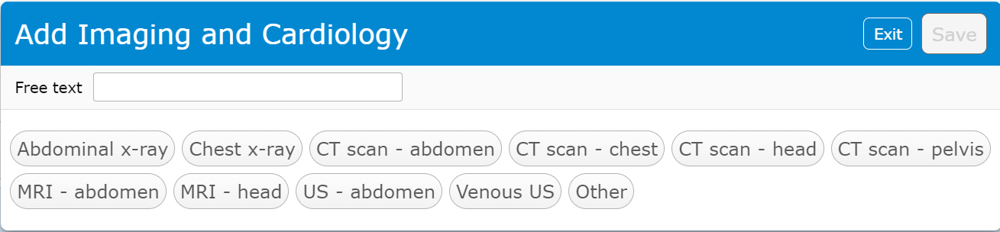 Add Imaging and Cardiology Exit Save
Free text
Abdominal x-ray Chest x-ray CT scan - abdomen CT scan - chest CT scan - head CT scan - pelvis
MRI - abdomen MRI - head US - abdomen Venous US Other